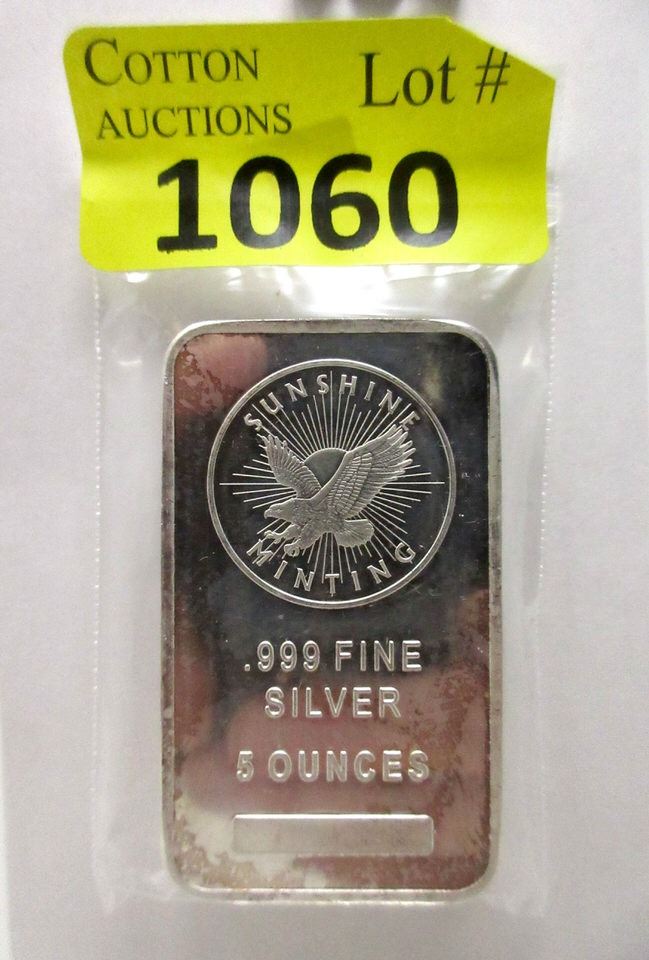 COTTON
AUCTIONS
Lot #
1060
SUNSHINE
MINTING
.999 FINE
SILVER
5 OUNCES